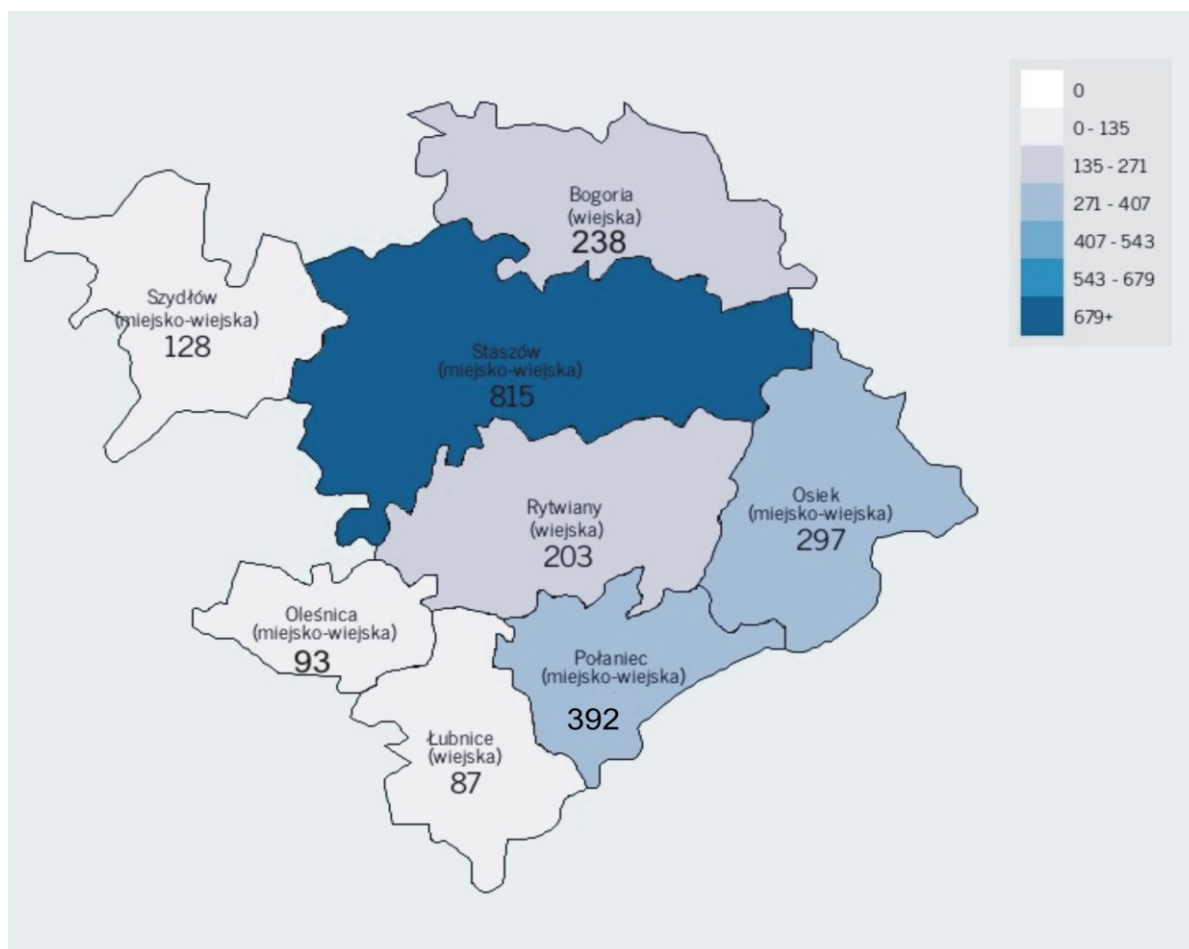 0
0 - 135
135 - 271
271 - 407
407 - 543
543 - 679
679+
Bogoria
(wiejska)
238
Szydłów
(miejsko-wiejska)
128
Staszów
(miejsko-wiejska)
815
Osiek
(miejsko-wiejska)
297
Rytwiany
(wiejska)
203
Oleśnica
(miejsko-wiejska)
93
Połaniec
(miejsko-wiejska)
392
Łubnice
(wiejska)
87